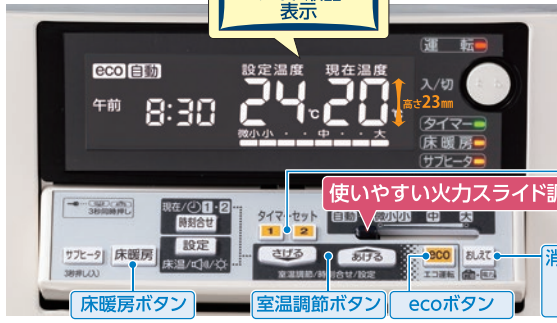 表示
運 転
eco 自動
設定温度 現在温度
入/切
午前 8:30 24℃ 20℃
高さ23mm
微小 小 ・ ・ 中 ・ ・ 大
タイマー
床暖房
サブヒータ
使いやすい火力スライド調
3秒同時押し
現在/ 1・2
時刻合せ
タイマーセット
1 2
自動 微小 小 中 大
サブヒータ
床暖房
設定
さげる
あげる
eco
おしえて
消
3秒押し(入)
床温/
室温調節/時刻合せ/設定
エコ運転
床暖房ボタン
室温調節ボタン
ecoボタン